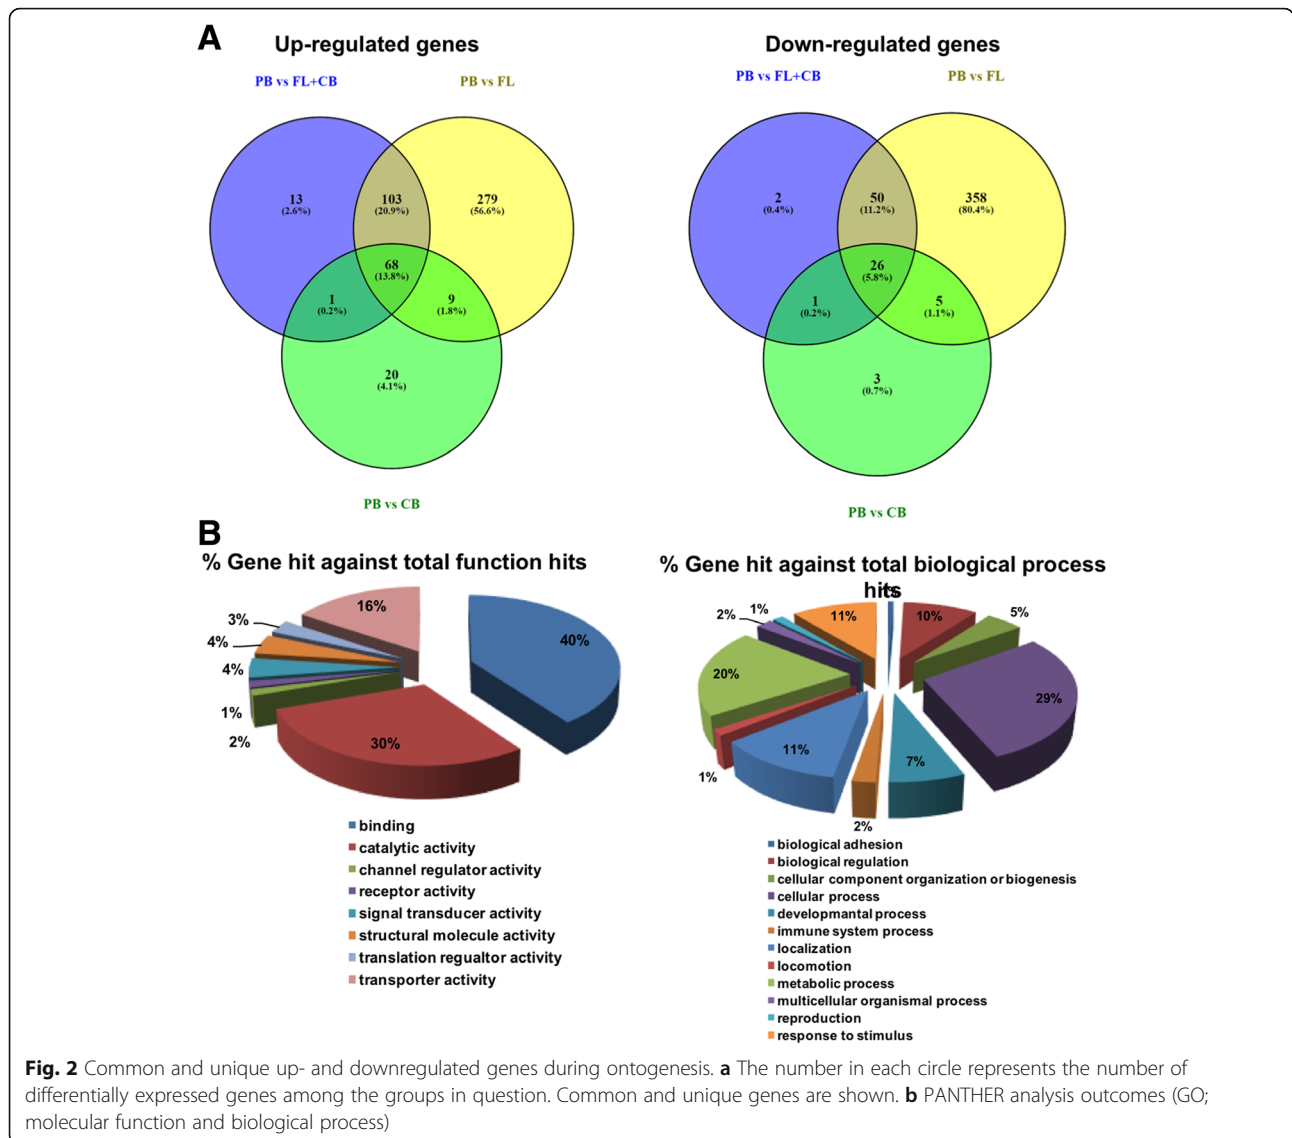 A
Up-regulated genes
PB vs FL+CB
PB vs FL
13
(2.6%)
103
(20.9%)
279
(56.6%)
68
(13.8%)
1
(0.2%)
9
(1.8%)
20
(4.1%)
PB vs CB
Down-regulated genes
PB vs FL+CB
PB vs FL
2
(0.4%)
50
(11.2%)
358
(80.4%)
26
(5.8%)
1
(0.2%)
5
(1.1%)
3
(0.7%)
PB vs CB
B
% Gene hit against total function hits
40%
30%
2%
1%
4%
4%
3%
16%
binding
catalytic activity
channel regulator activity
receptor activity
signal transducer activity
structural molecule activity
translation regualtor activity
transporter activity
% Gene hit against total biological process
hits
10%
5%
29%
7%
2%
11%
1%
20%
2%
1%
11%
biological adhesion
biological regulation
cellular component organization or biogenesis
cellular process
developmantal process
immune system process
localization
locomotion
metabolic process
multicellular organismal process
reproduction
response to stimulus
Fig. 2 Common and unique up- and downregulated genes during ontogenesis. a The number in each circle represents the number of
differentially expressed genes among the groups in question. Common and unique genes are shown. b PANTHER analysis outcomes (GO;
molecular function and biological process)